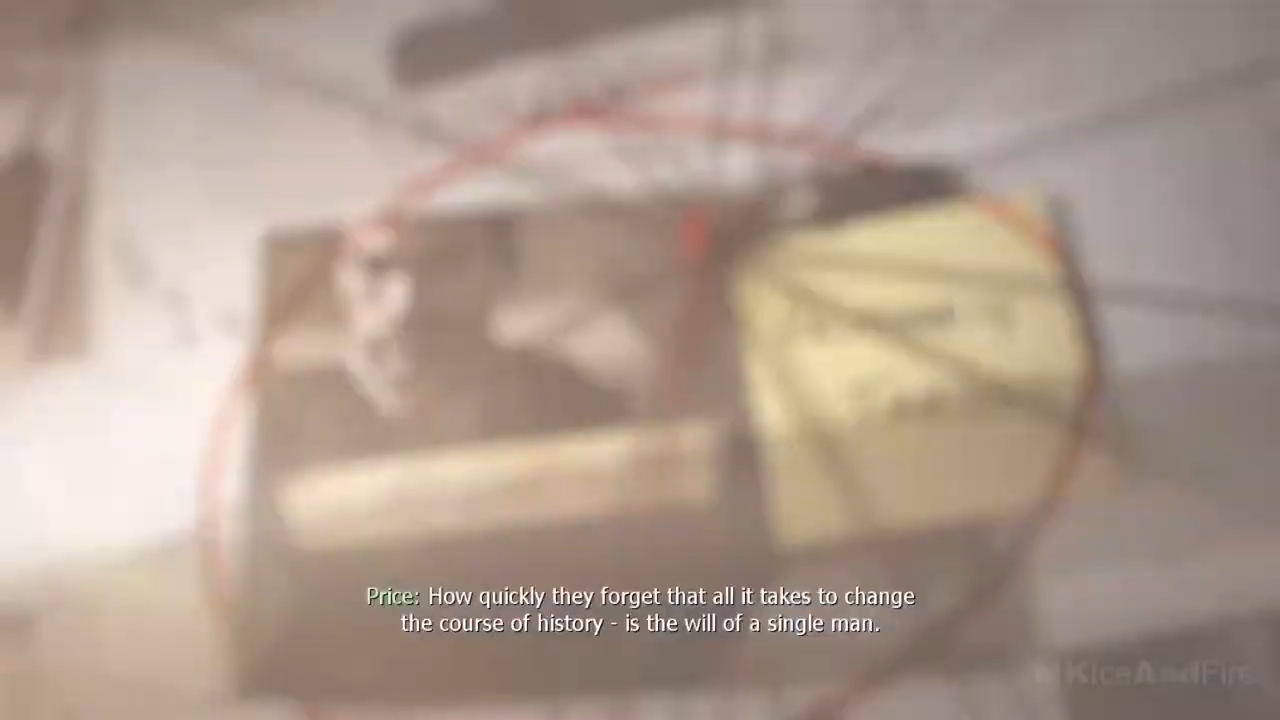 Price: How quickly they forget that all it takes to change
the course of history - is the will of a single man.